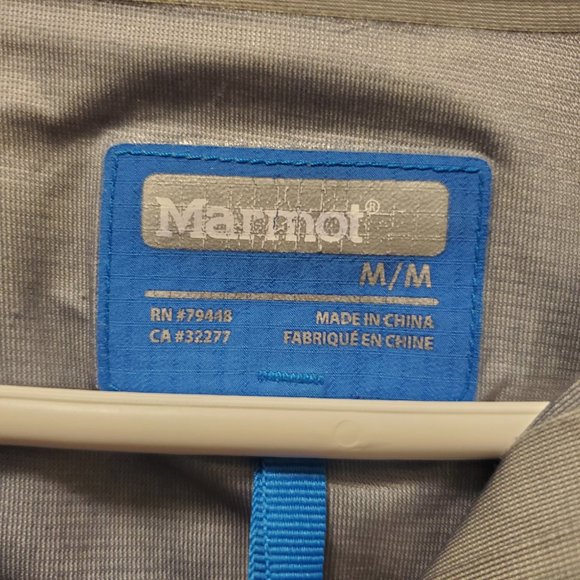 Marmot®
M/M
RN #79448
CA #32277
MADE IN CHINA
FABRIQUÉ EN CHINE